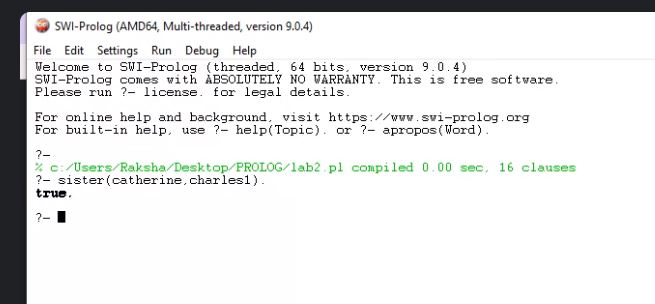 SWI-Prolog (AMD64, Multi-threaded, version 9.0.4)
File Edit Settings Run Debug Help
Welcome to SWI-Prolog (threaded, 64 bits, version 9.0.4)
SWI-Prolog comes with ABSOLUTELY NO WARRANTY. This is free software.
Please run ?- license. for legal details.
For online help and background, visit https://www.swi-prolog.org
For built-in help, use ?- help(Topic). or ?- apropos(Word).
?-
% c:/Users/Raksha/Desktop/PROLOG/lab2.pl compiled 0.00 sec, 16 clauses
?- sister(catherine,charles1).
true.
?-